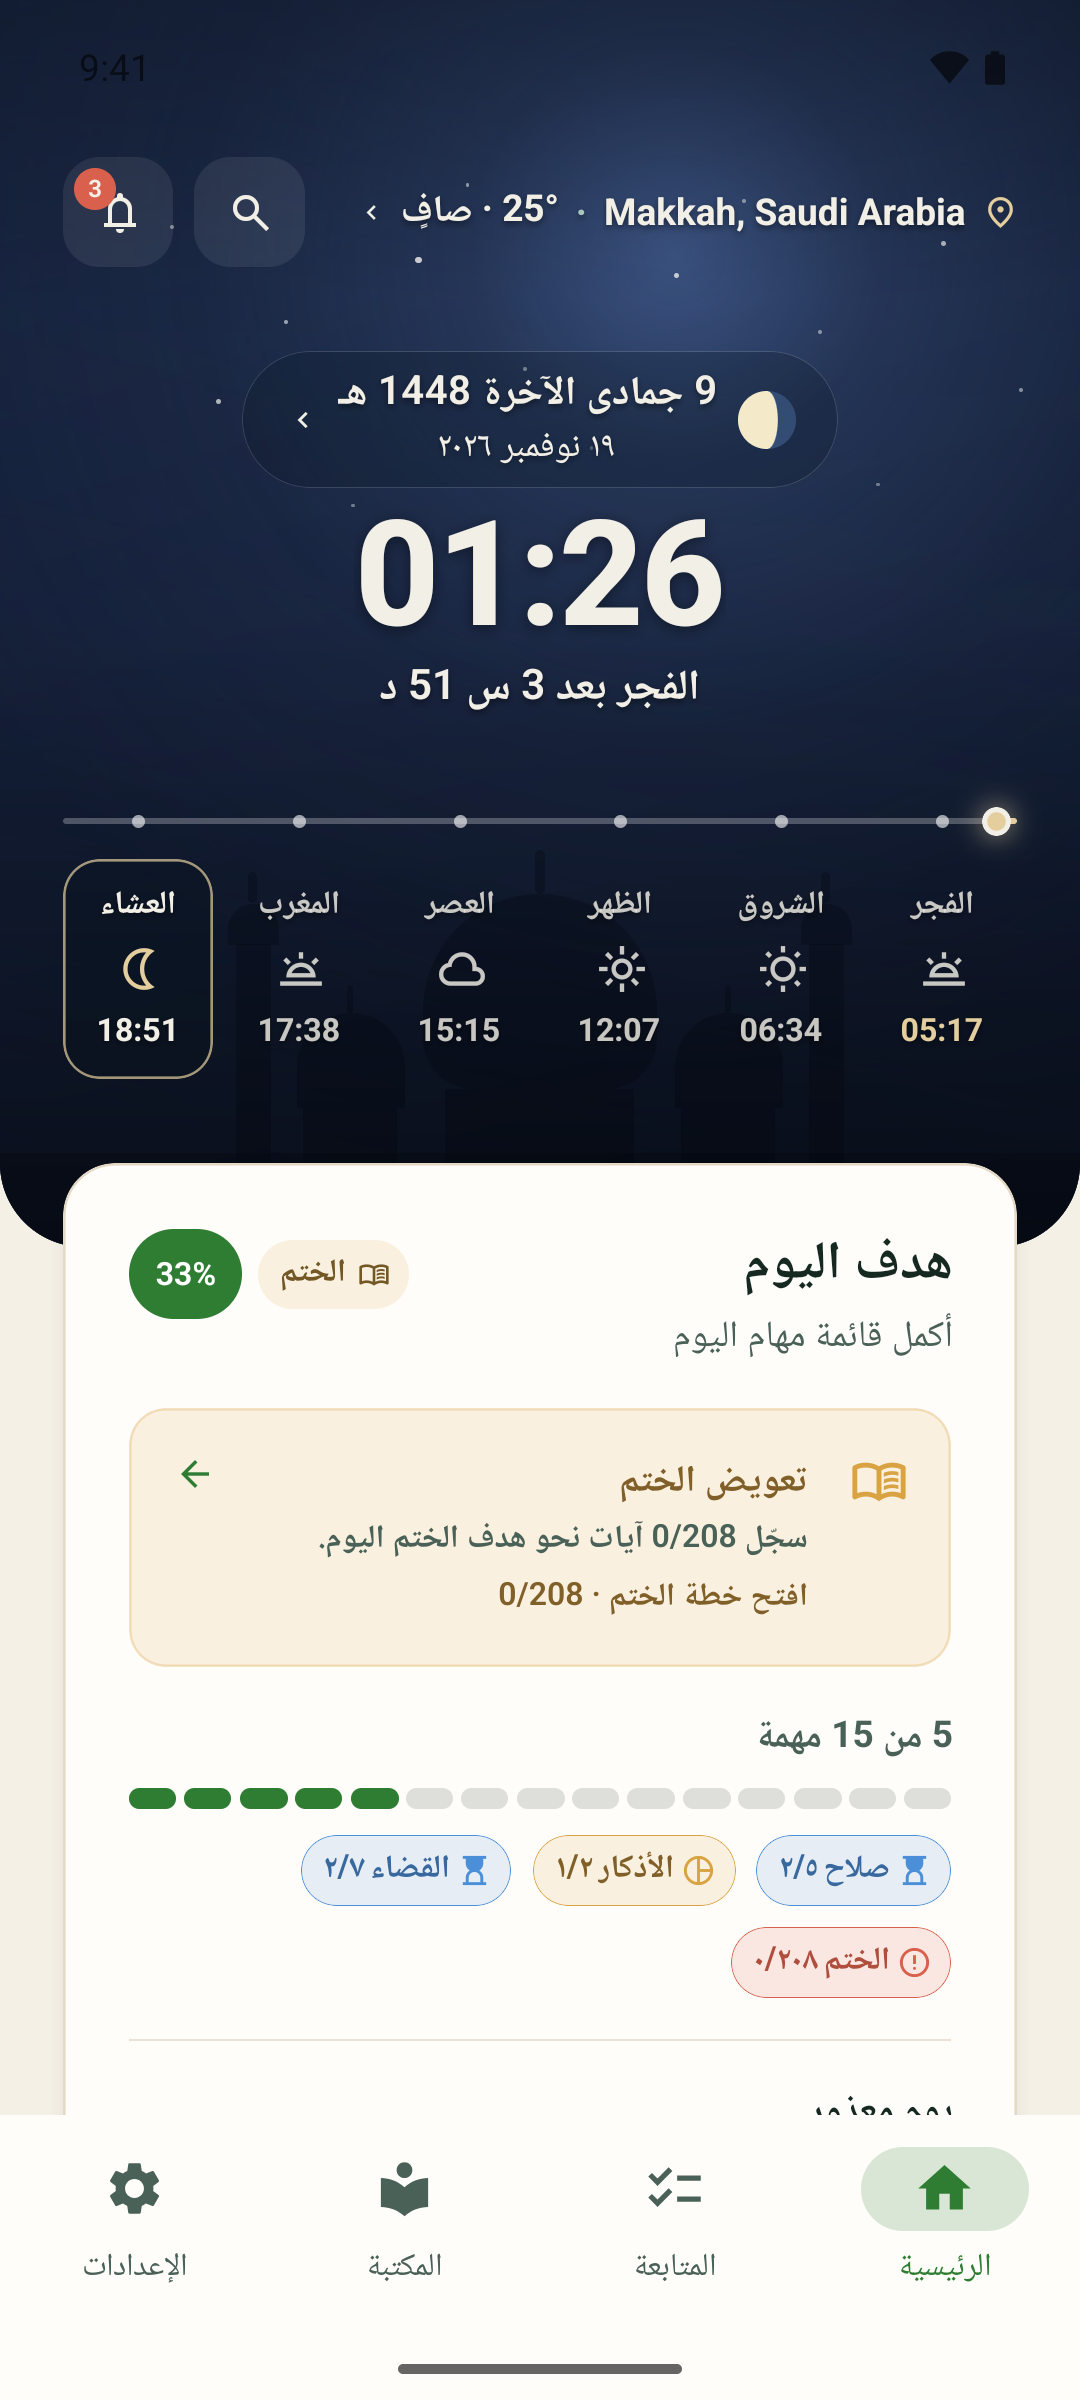 9:41
Makkah, Saudi Arabia · 25° · صافٍ
3
9 جمادى الآخرة 1448 هـ
١٩ نوفمبر ٢٠٢٦
01:26
الفجر بعد 3 س 51 د
الفجر الشروق الظهر العصر المغرب العشاء
05:17 06:34 12:07 15:15 17:38 18:51
هدف اليوم
الختم
33%
أكمل قائمة مهام اليوم
تعويض الختم
سجّل 0/208 آيات نحو هدف الختم اليوم.
افتح خطة الختم · 0/208
5 من 15 مهمة
صلاح ٢/٥
الأذكار ١/٢
القضاء ٢/٧
الختم ٠/٢٠٨
يوم معذور
الرئيسية المتابعة المكتبة الإعدادات